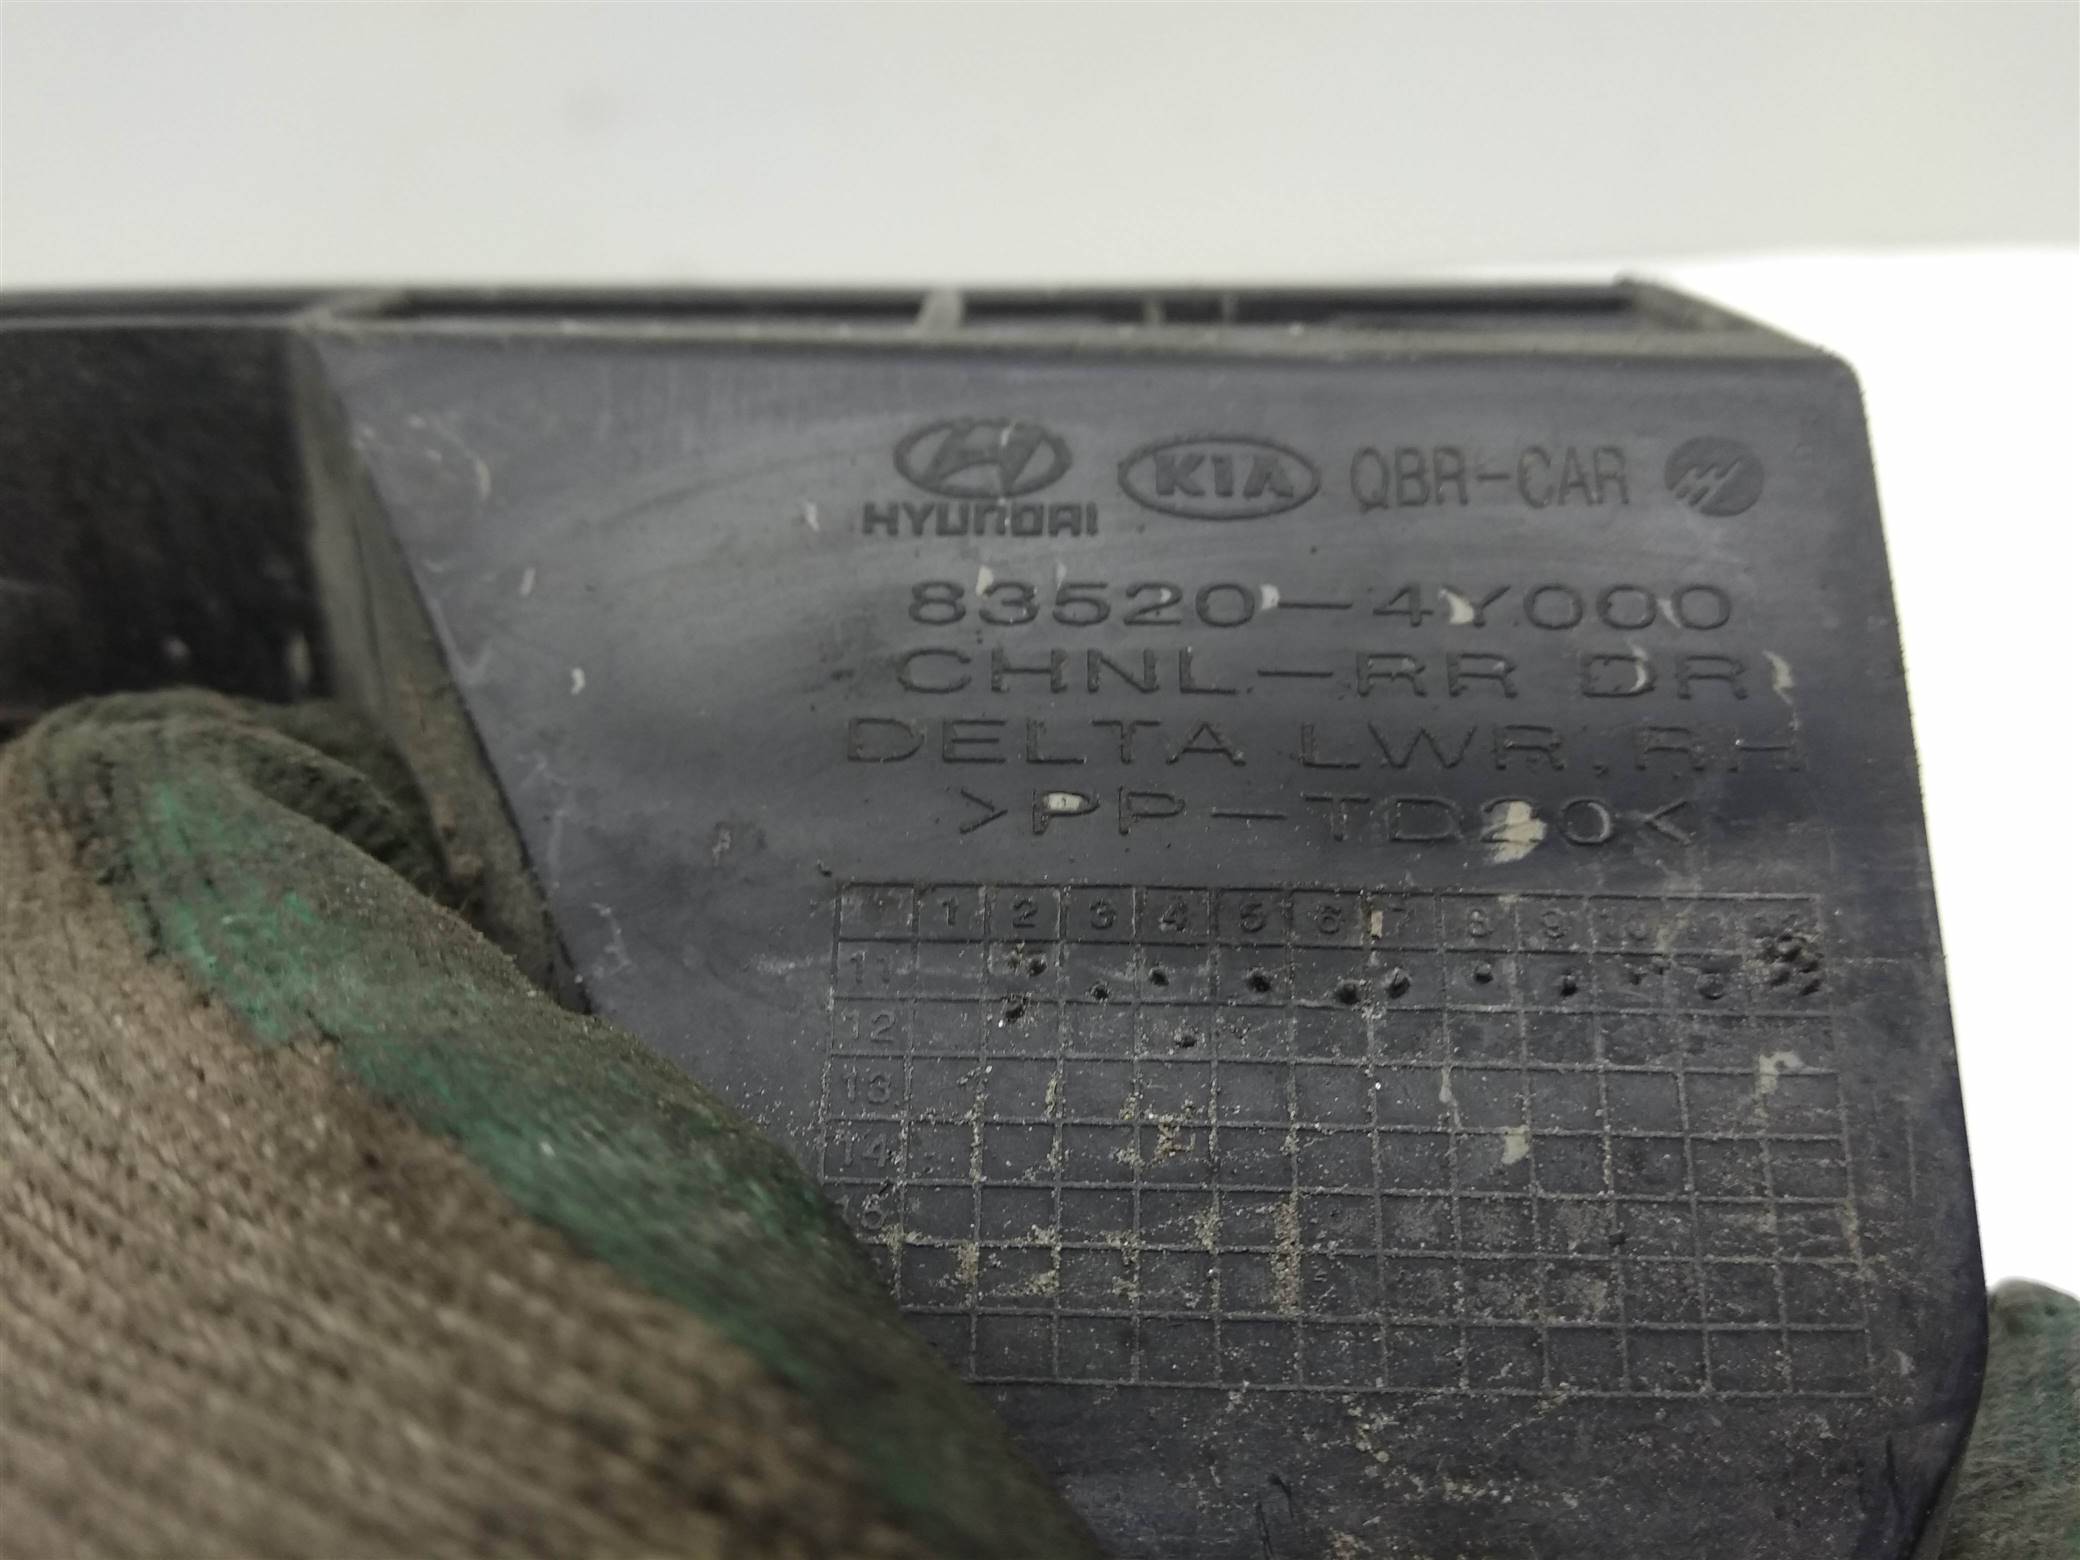 HYUNDAI KIA QBR-CAR
83520-4Y000
CHNL-RR DR
DELTA LWR,RH
>PP-TD20<
1 2 3 4 5 6 7 8 9 10
11
12
13
14